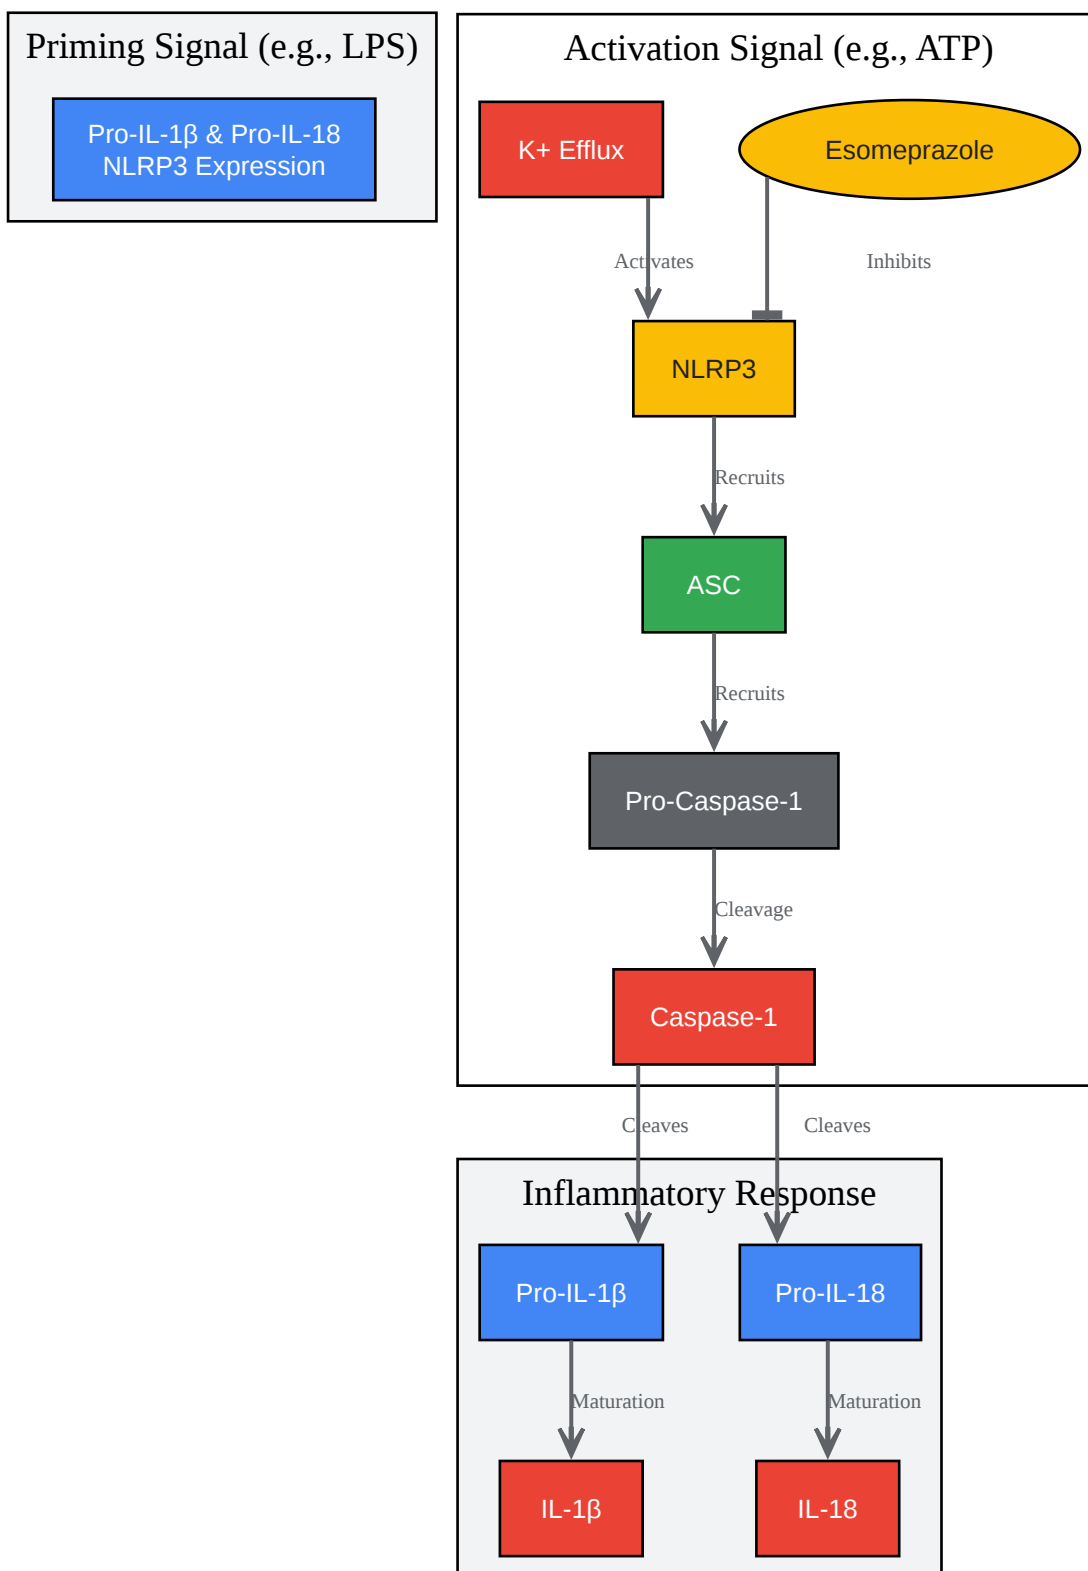 Priming Signal (e.g., LPS)
Pro-IL-1β & Pro-IL-18
NLRP3 Expression
Activation Signal (e.g., ATP)
K+ Efflux
Esomeprazole
Activates
Inhibits
NLRP3
Recruits
ASC
Recruits
Pro-Caspase-1
Cleavage
Caspase-1
Cleaves
Cleaves
Inflammatory Response
Pro-IL-1β
Pro-IL-18
Maturation
Maturation
IL-1β
IL-18